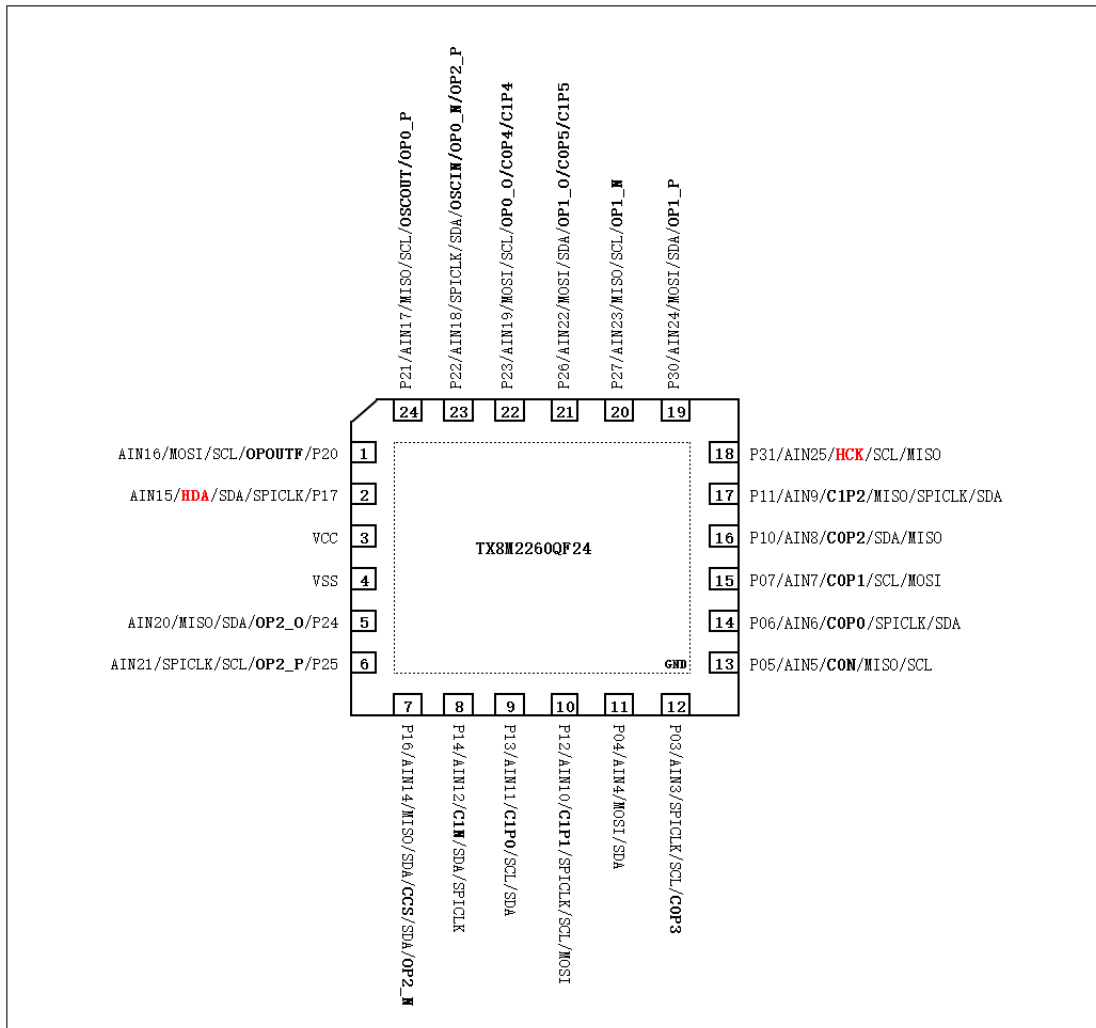 P21/AIN17/MISO/SCL/OSCOUT/OP0_P
P22/AIN18/SPICLK/SDA/OSCIN/OP0_N/OP2_P
P23/AIN19/MOSI/SCL/OP0_O/C0P4/C1P4
P26/AIN22/MOSI/SDA/OP1_O/C0P5/C1P5
P27/AIN23/MISO/SCL/OP1_N
P30/AIN24/MOSI/SDA/OP1_P
24 23 22 21 20 19
AIN16/MOSI/SCL/OPOUTF/P20 1
AIN15/HDA/SDA/SPICLK/P17 2
VCC 3
VSS 4
AIN20/MISO/SDA/OP2_O/P24 5
AIN21/SPICLK/SCL/OP2_P/P25 6
TX8M2260QF24
GND
18 P31/AIN25/HCK/SCL/MISO
17 P11/AIN9/C1P2/MISO/SPICLK/SDA
16 P10/AIN8/C0P2/SDA/MISO
15 P07/AIN7/C0P1/SCL/MOSI
14 P06/AIN6/C0P0/SPICLK/SDA
13 P05/AIN5/C0N/MISO/SCL
7 8 9 10 11 12
P16/AIN14/MISO/SDA/CCS/SDA/OP2_N
P14/AIN12/C1N/SDA/SPICLK
P13/AIN11/C1P0/SCL/SDA
P12/AIN10/C1P1/SPICLK/SCL/MOSI
P04/AIN4/MOSI/SDA
P03/AIN3/SPICLK/SCL/C0P3